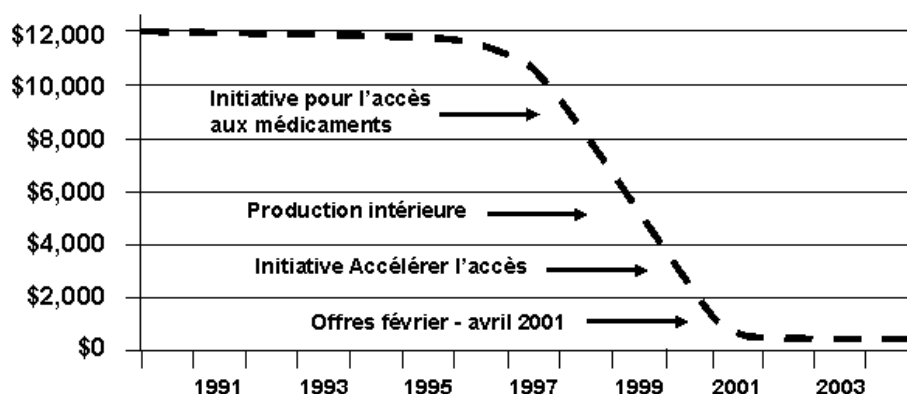 $12,000
$10,000
Initiative pour l'accès
aux médicaments
$8,000
$6,000
Production intérieure
$4,000
Initiative Accélérer l'accès
$2,000
Offres février - avril 2001
$0
1991 1993 1995 1997 1999 2001 2003